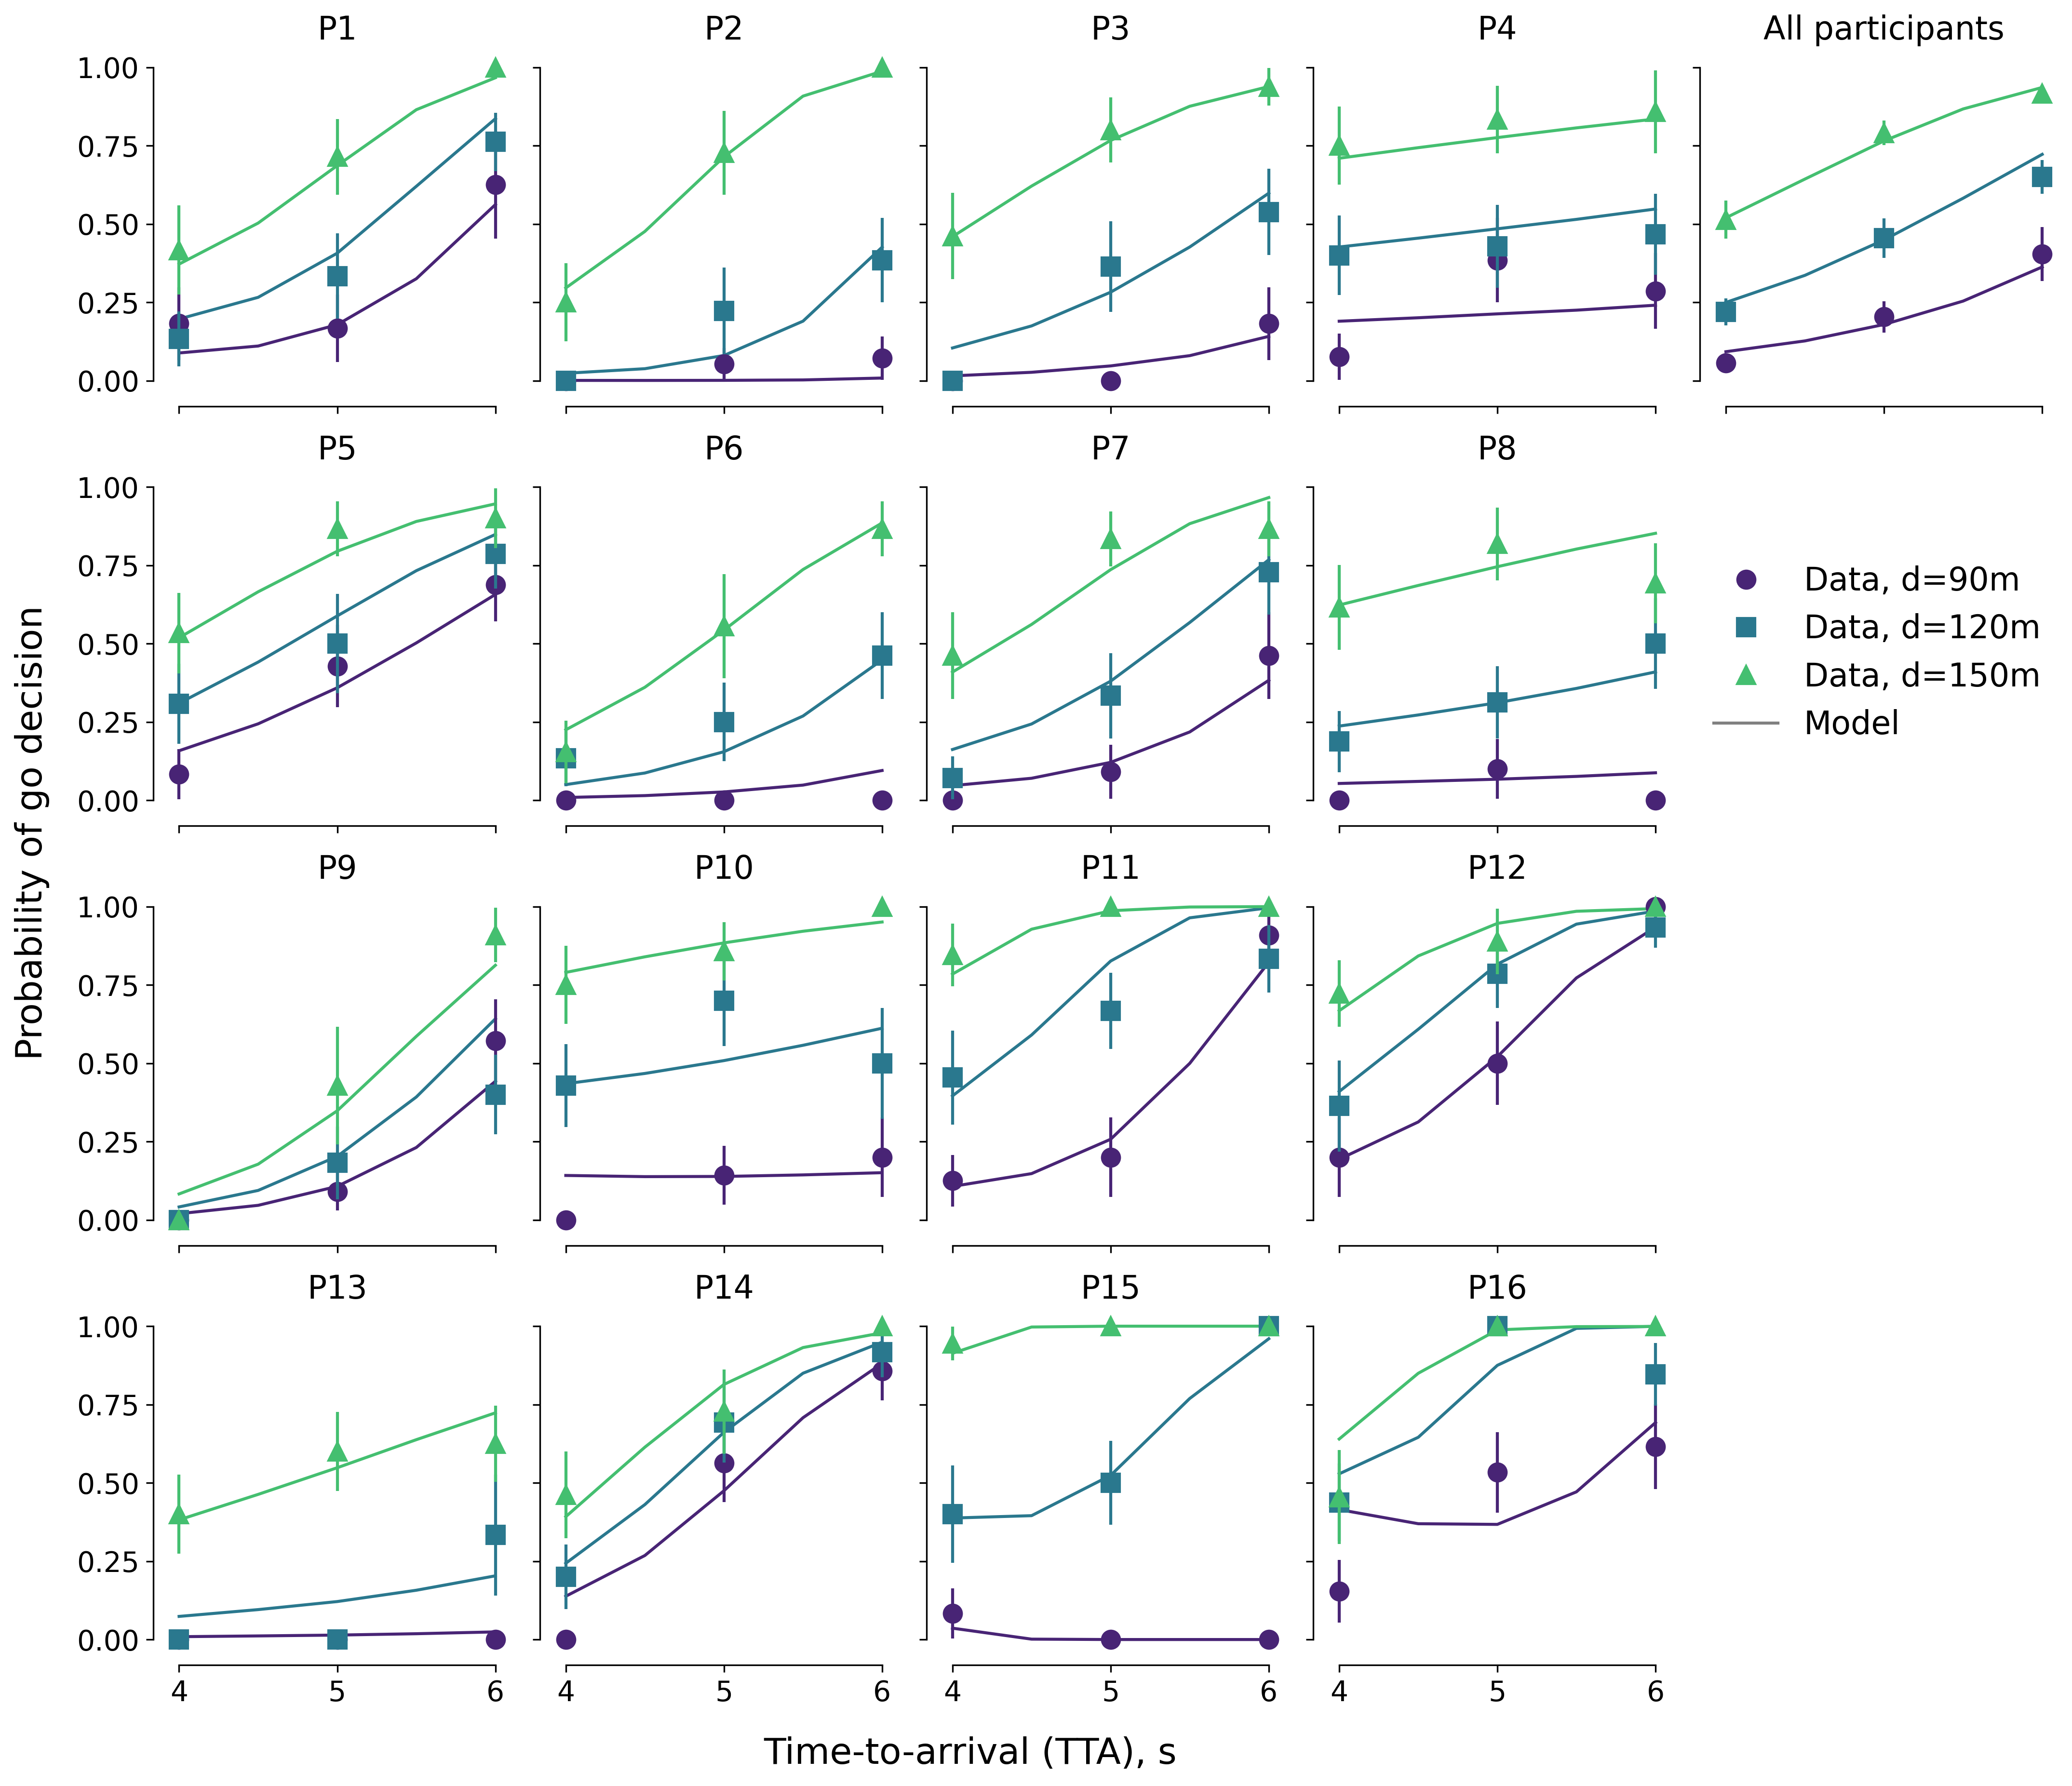 P1
P2
P3
P4
All participants
1.00
0.75
0.50
0.25
0.00
P5
P6
P7
P8
1.00
0.75
0.50
0.25
0.00
Data, d=90m
Data, d=120m
Data, d=150m
Model
Probability of go decision
P9
P10
P11
P12
1.00
0.75
0.50
0.25
0.00
P13
P14
P15
P16
1.00
0.75
0.50
0.25
0.00
4 5 6 4 5 6 4 5 6 4 5 6
Time-to-arrival (TTA), s